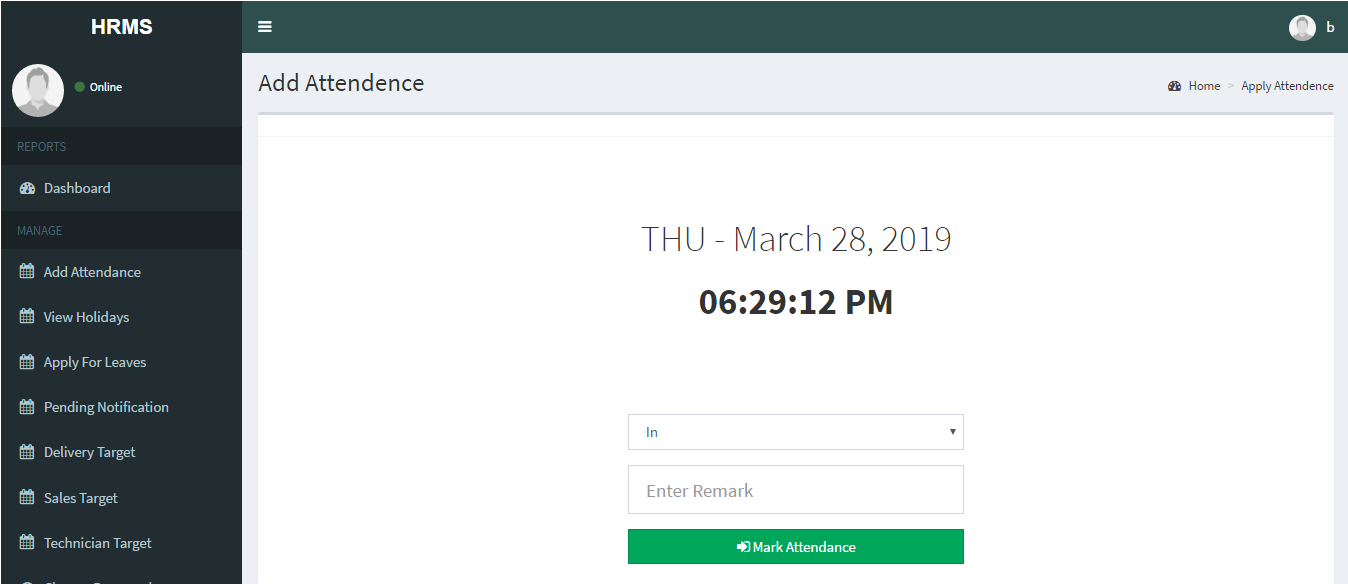 HRMS
b
Online
Add Attendence
Home > Apply Attendence
REPORTS
Dashboard
MANAGE
Add Attendance
View Holidays
Apply For Leaves
Pending Notification
Delivery Target
Sales Target
Technician Target
THU - March 28, 2019
06:29:12 PM
In
Enter Remark
Mark Attendance